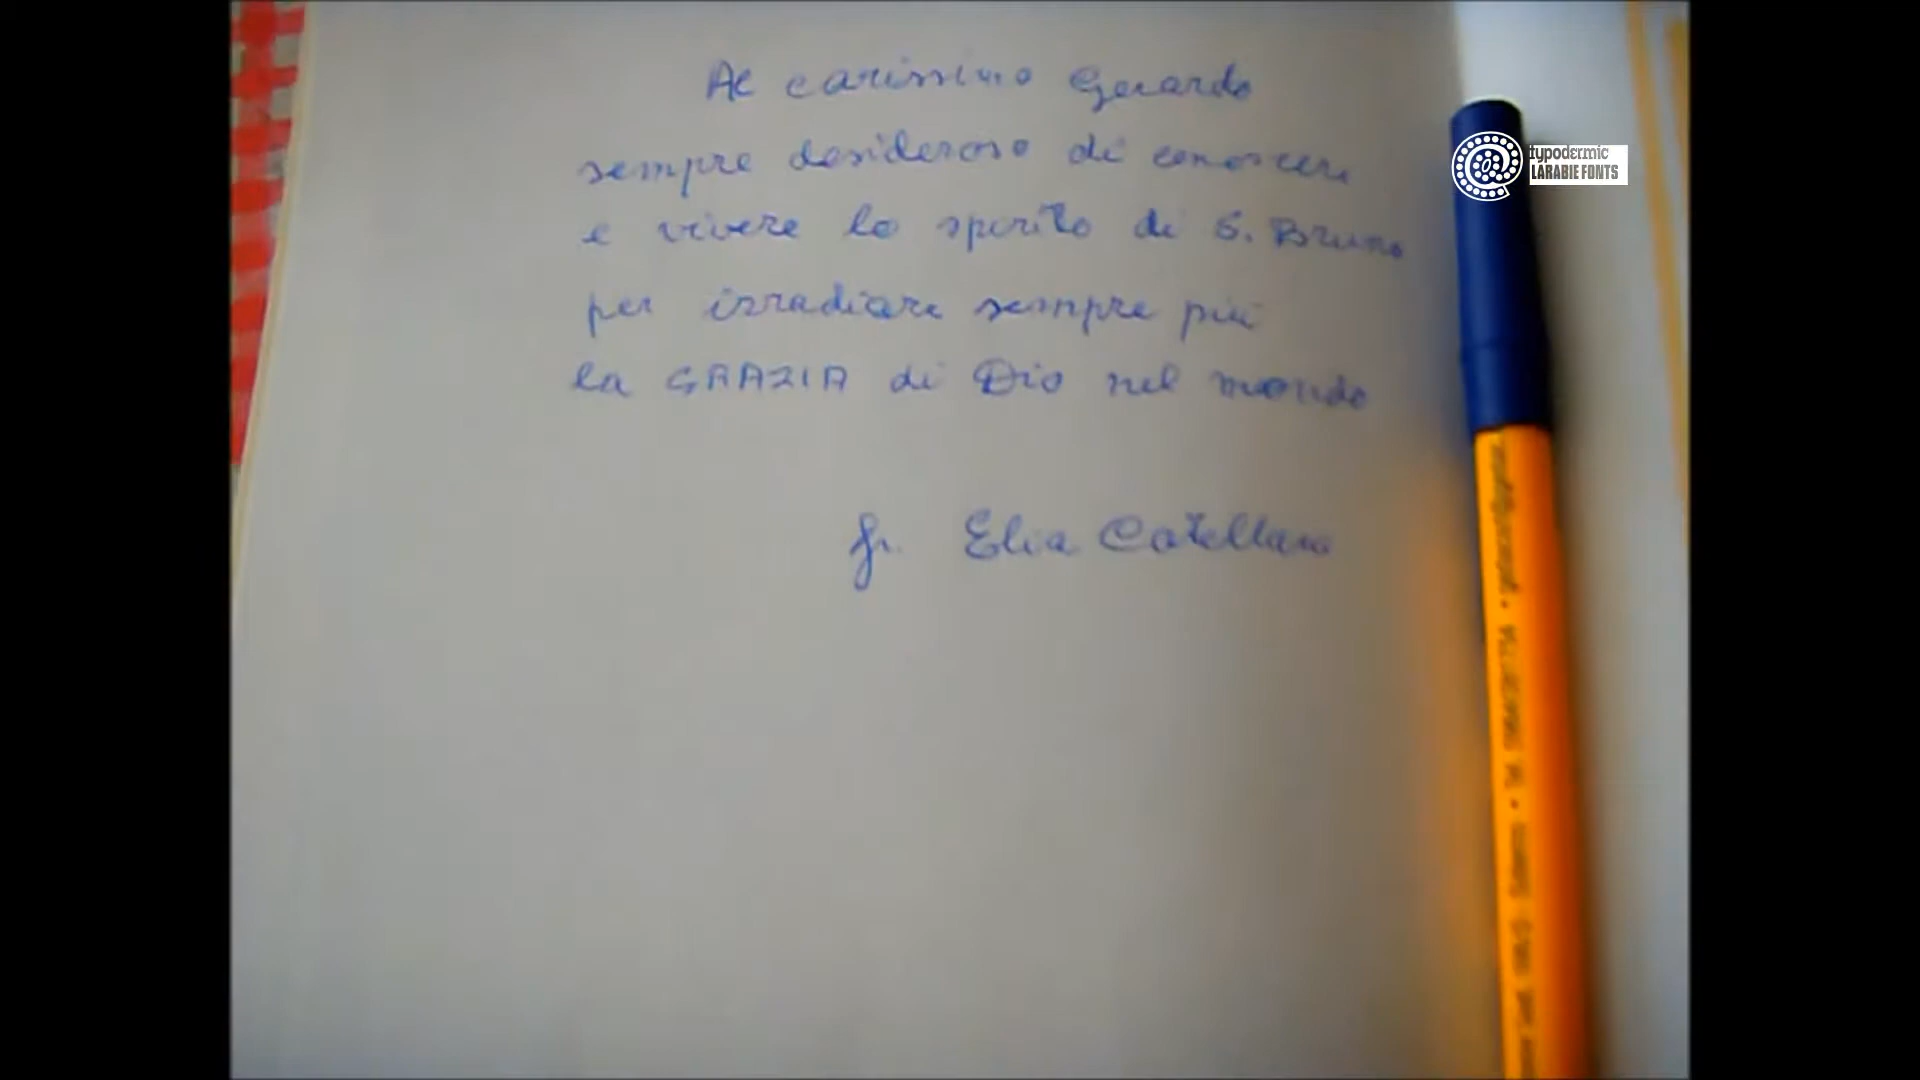 Al carissimo Gerardo
sempre desideroso di conoscere
e vivere lo spirito di S. Bruno
per irradiare sempre più
la GRAZIA di Dio nel mondo
fr. Elia Catellano
typodermic
LARABIE FONTS